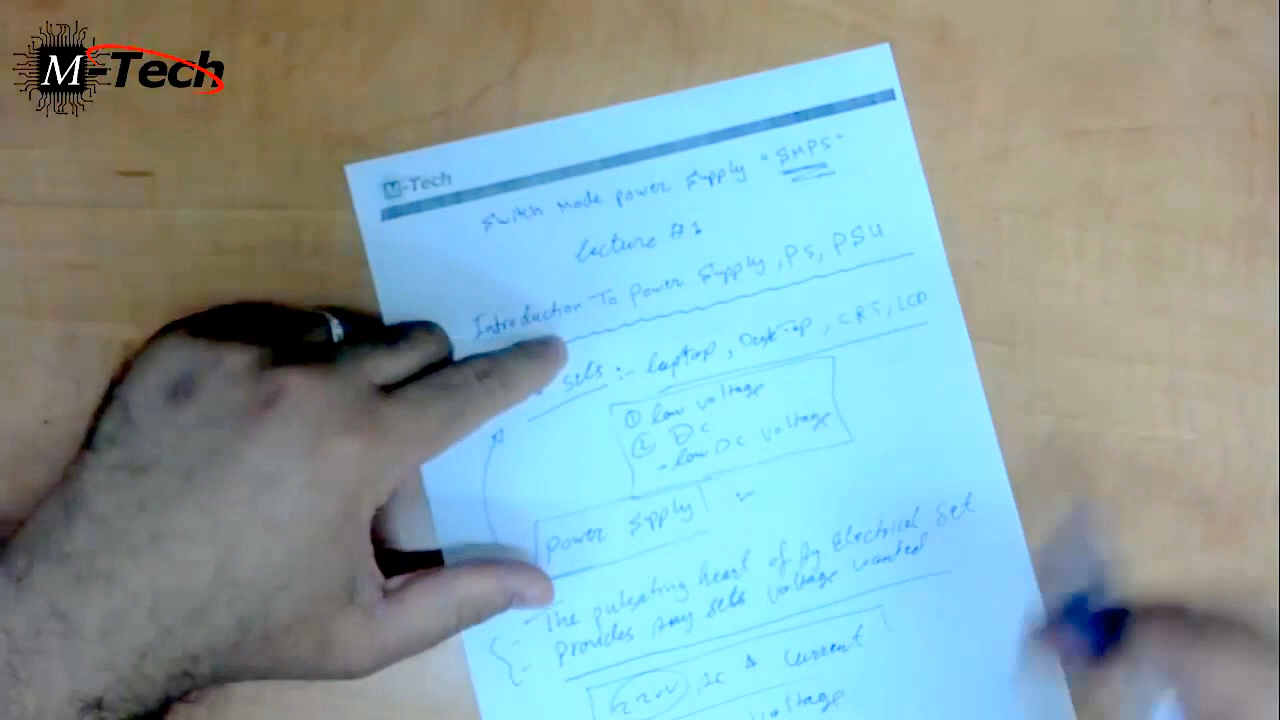 M-Tech
M-Tech
Switch Mode power Supply "SMPS"
Lecture #1
Introduction To Power Supply, PS, PSU
sets :- laptop, DeskTop, CRT, LCD
① low voltage
② DC
- low DC voltage
power supply
- The pulsating heart of Any Electrical Set
- provides Any sets voltage wanted
220V, & Current
voltage